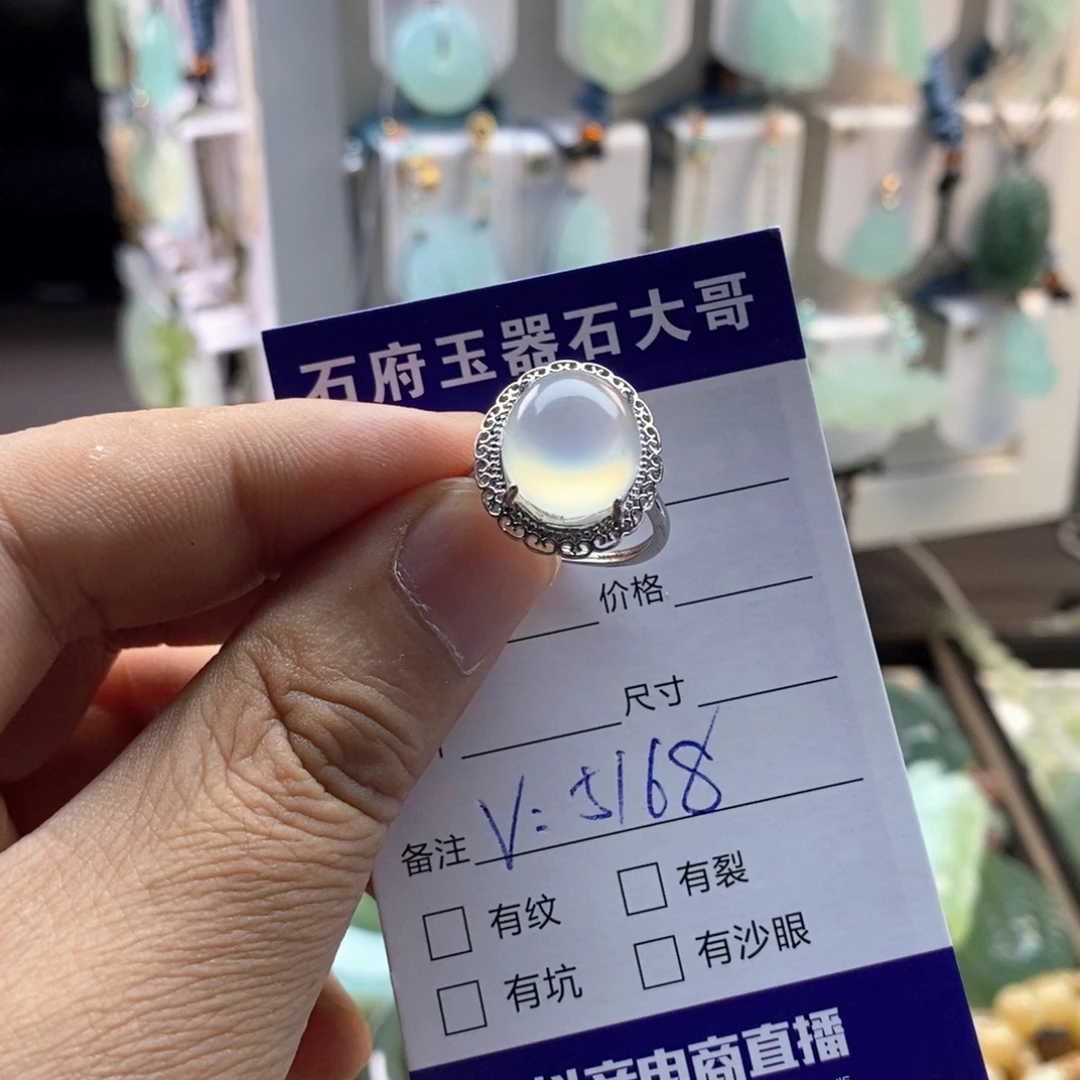 石府玉器石大哥
价格
尺寸
备注 V: 5168
有纹 有裂
有坑 有沙眼
电商直播